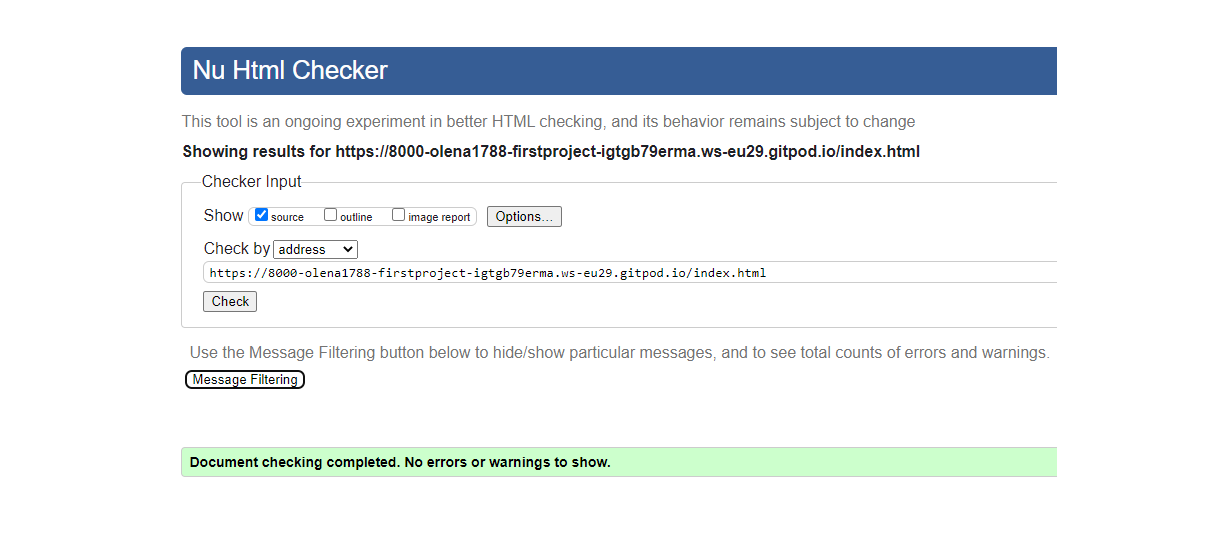 Nu Html Checker
This tool is an ongoing experiment in better HTML checking, and its behavior remains subject to change
Showing results for https://8000-olena1788-firstproject-igtgb79erma.ws-eu29.gitpod.io/index.html
Checker Input
Show source outline image report Options...
Check by address
https://8000-olena1788-firstproject-igtgb79erma.ws-eu29.gitpod.io/index.html
Check
Use the Message Filtering button below to hide/show particular messages, and to see total counts of errors and warnings.
Message Filtering
Document checking completed. No errors or warnings to show.